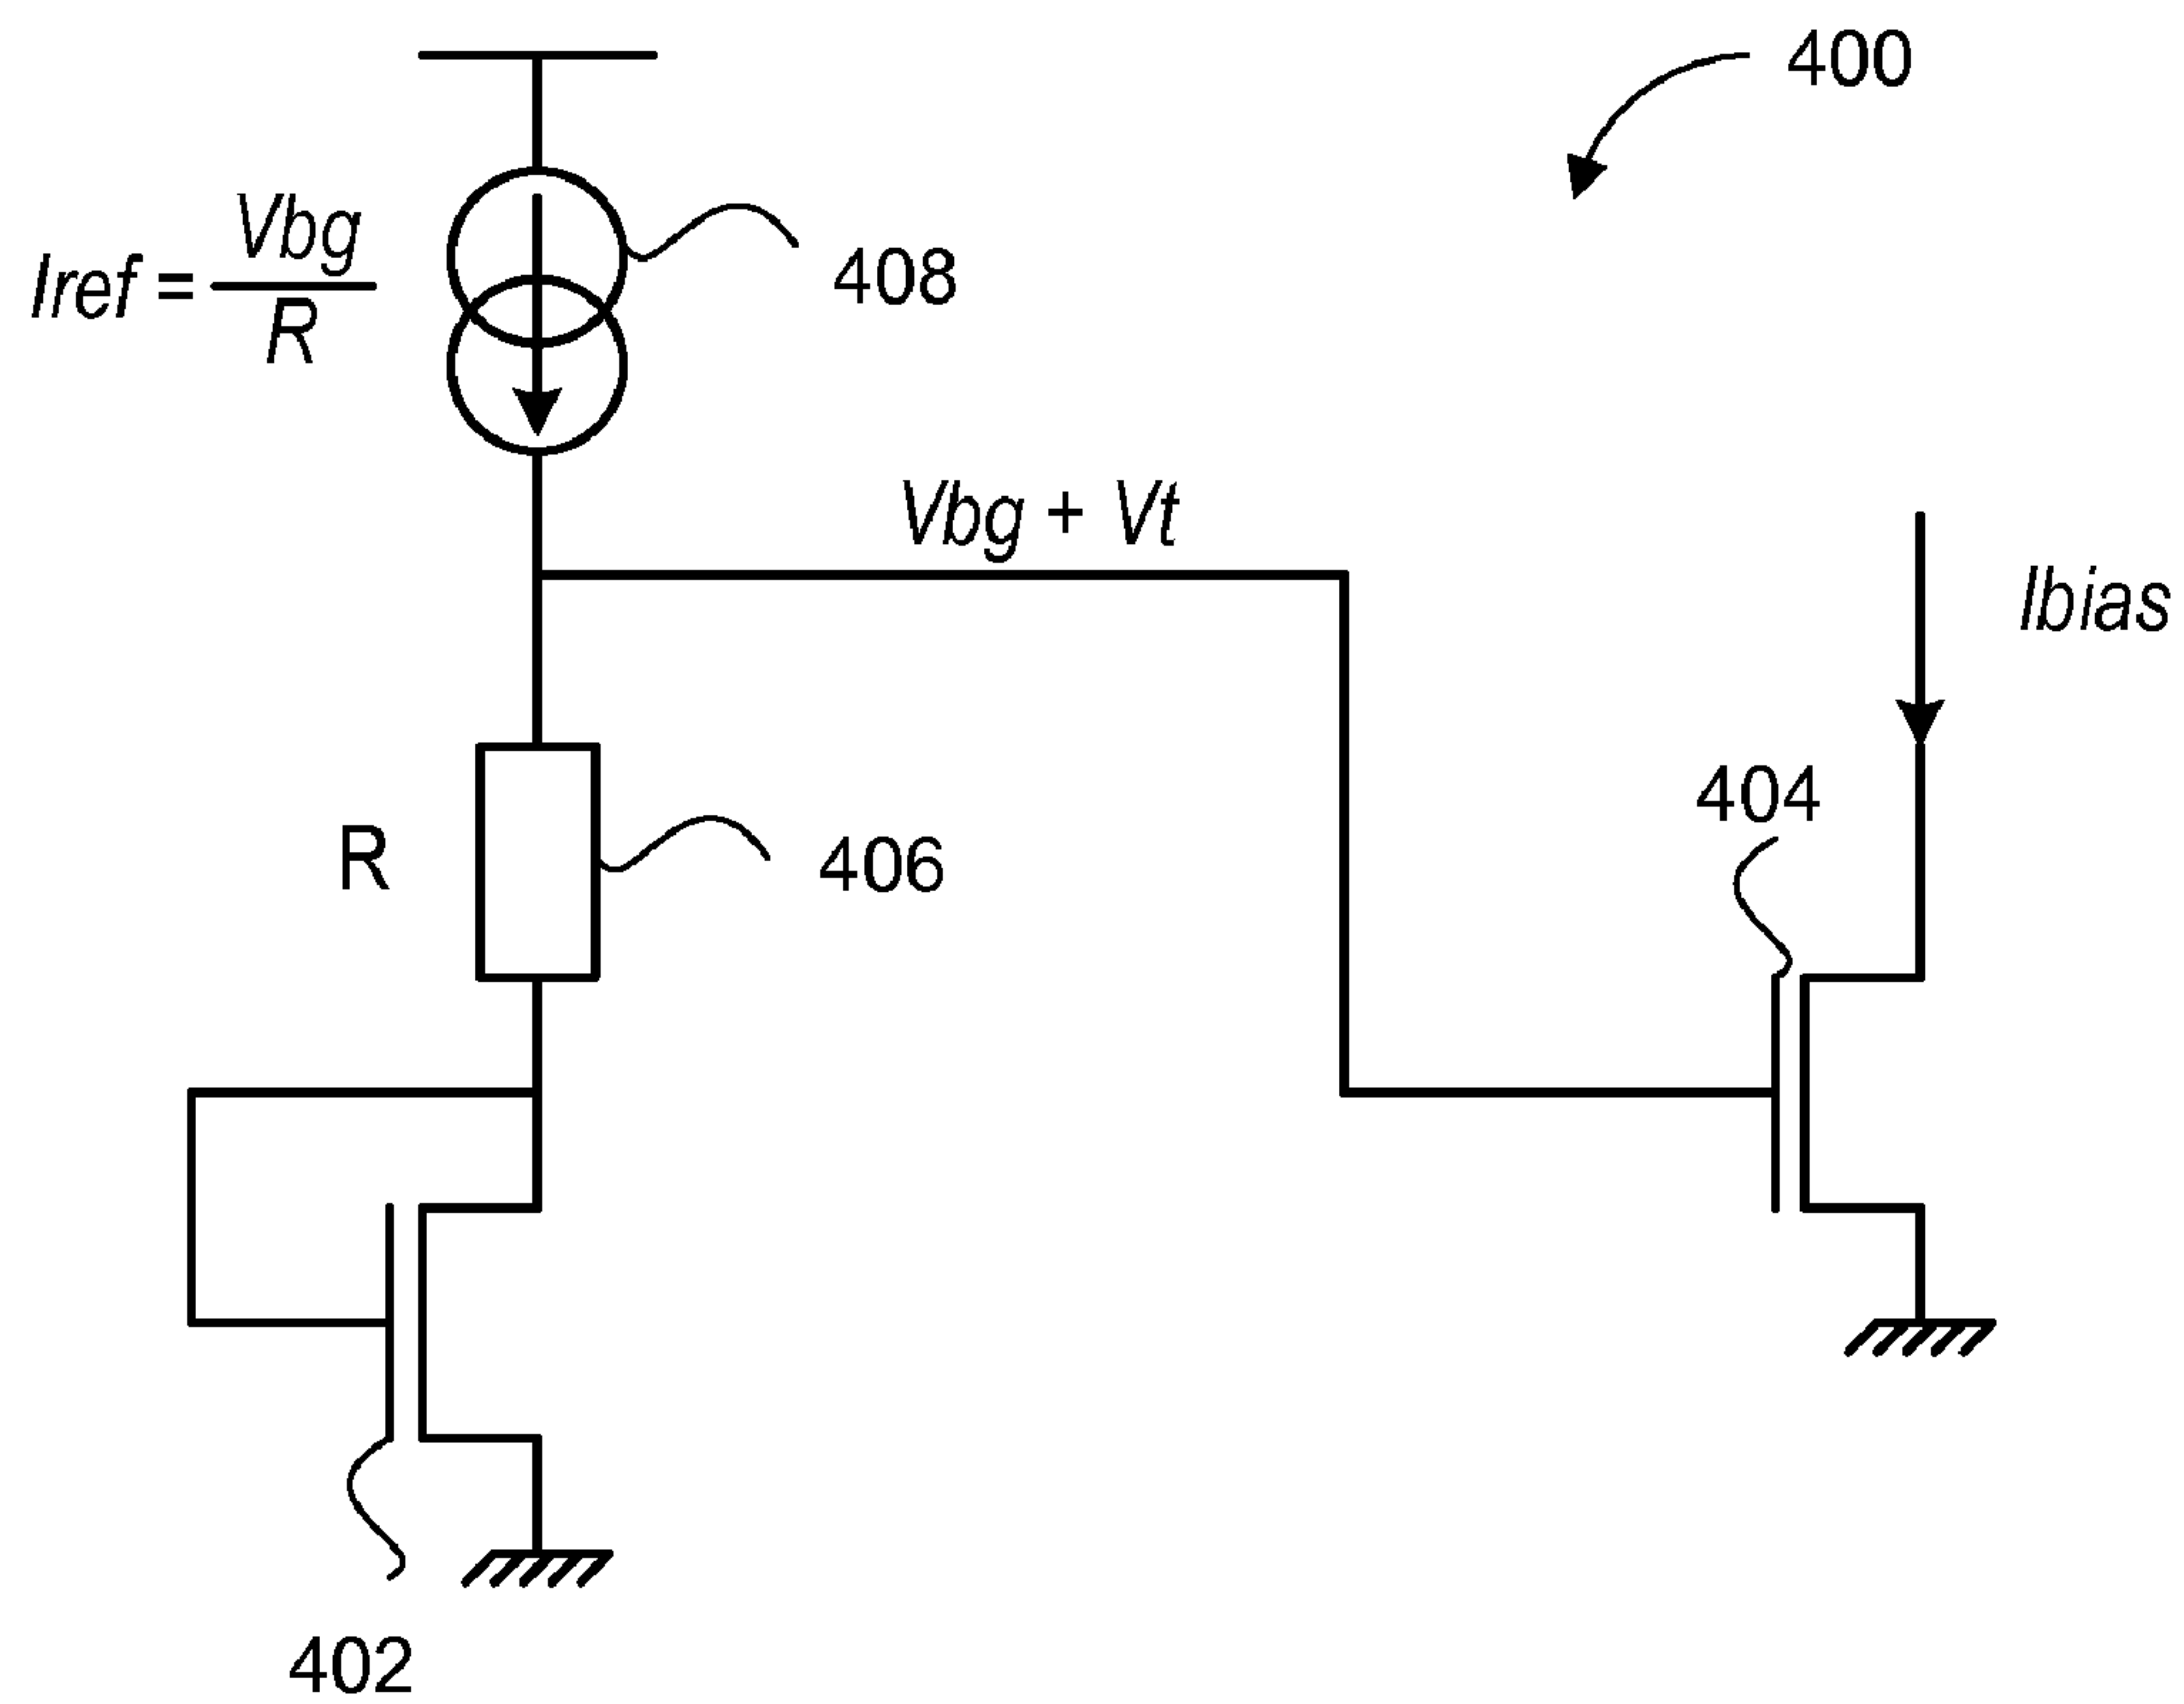 400
Iref = Vbg / R
408
Vbg + Vt
Ibias
404
R
406
402